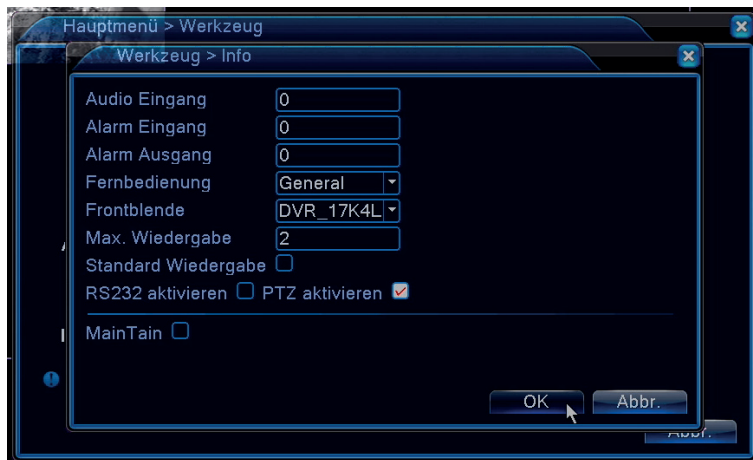 Hauptmenü > Werkzeug
Werkzeug > Info
Audio Eingang 0
Alarm Eingang 0
Alarm Ausgang 0
Fernbedienung General
Frontblende DVR_17K4L
Max. Wiedergabe 2
Standard Wiedergabe
RS232 aktivieren PTZ aktivieren
MainTain
OK Abbr.
Abbr.